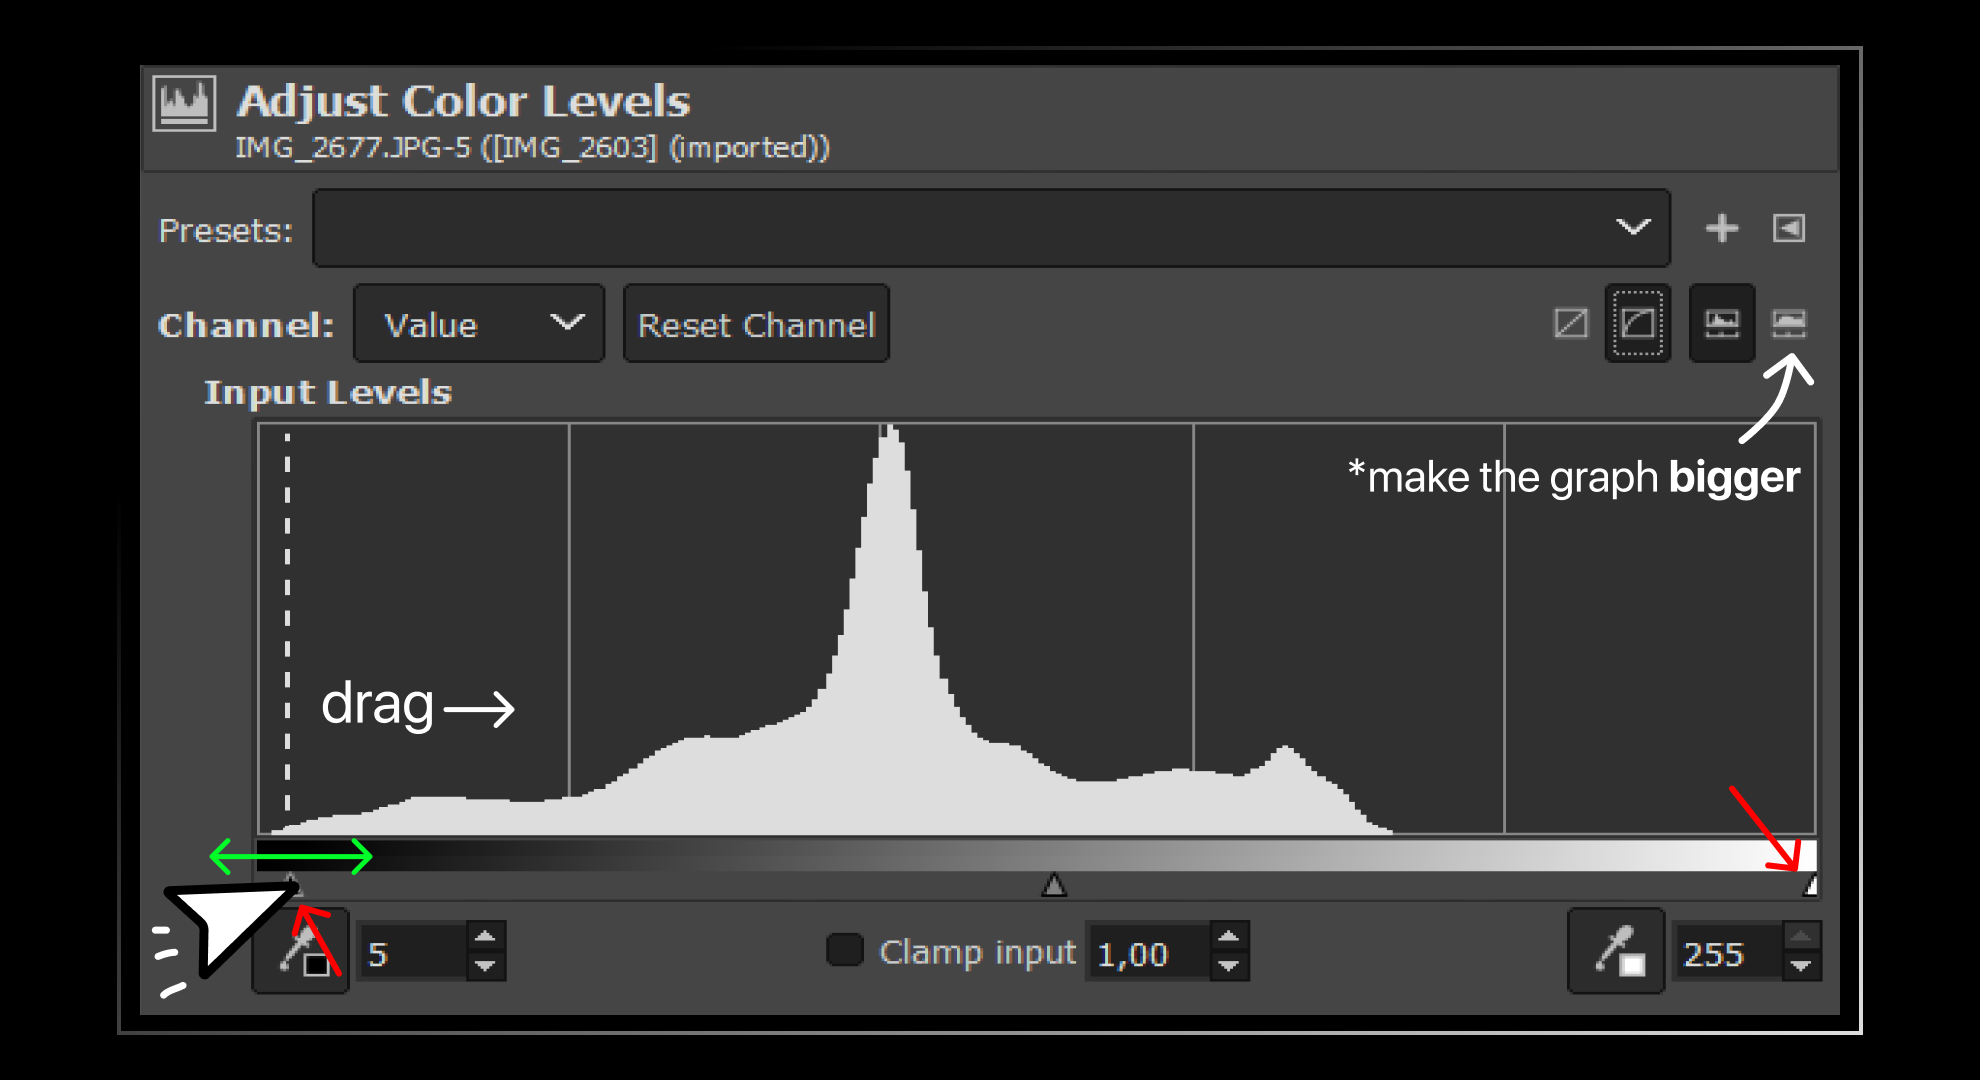 Adjust Color Levels
IMG_2677.JPG-5 ([IMG_2603] (imported))
Presets:
Channel: Value Reset Channel
Input Levels
*make the graph bigger
drag
5 Clamp input 1,00 255